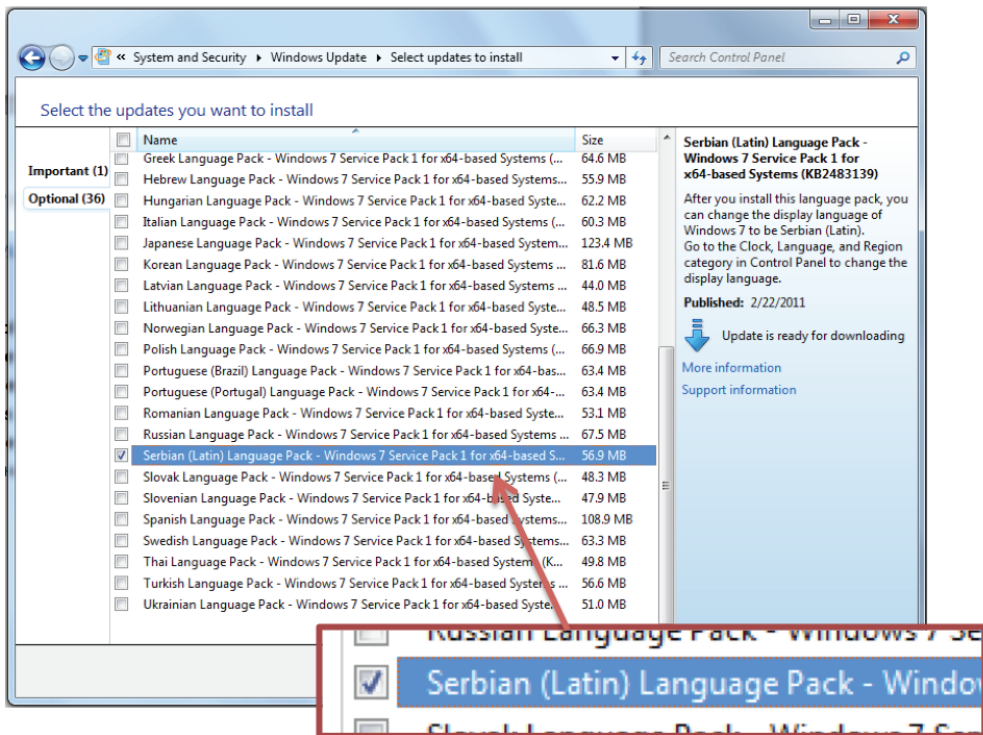 « System and Security ▸ Windows Update ▸ Select updates to install
Search Control Panel
Select the updates you want to install
Important (1)
Optional (36)
Name Size
Greek Language Pack - Windows 7 Service Pack 1 for x64-based Systems (... 64.6 MB
Hebrew Language Pack - Windows 7 Service Pack 1 for x64-based Systems... 55.9 MB
Hungarian Language Pack - Windows 7 Service Pack 1 for x64-based Syste... 62.2 MB
Italian Language Pack - Windows 7 Service Pack 1 for x64-based Systems (... 60.3 MB
Japanese Language Pack - Windows 7 Service Pack 1 for x64-based System... 123.4 MB
Korean Language Pack - Windows 7 Service Pack 1 for x64-based Systems ... 81.6 MB
Latvian Language Pack - Windows 7 Service Pack 1 for x64-based Systems ... 44.0 MB
Lithuanian Language Pack - Windows 7 Service Pack 1 for x64-based Syste... 48.5 MB
Norwegian Language Pack - Windows 7 Service Pack 1 for x64-based Syste... 66.3 MB
Polish Language Pack - Windows 7 Service Pack 1 for x64-based Systems (... 66.9 MB
Portuguese (Brazil) Language Pack - Windows 7 Service Pack 1 for x64-bas... 63.4 MB
Portuguese (Portugal) Language Pack - Windows 7 Service Pack 1 for x64-... 63.4 MB
Romanian Language Pack - Windows 7 Service Pack 1 for x64-based Syste... 53.1 MB
Russian Language Pack - Windows 7 Service Pack 1 for x64-based Systems ... 67.5 MB
Serbian (Latin) Language Pack - Windows 7 Service Pack 1 for x64-based S... 56.9 MB
Slovak Language Pack - Windows 7 Service Pack 1 for x64-based Systems (... 48.3 MB
Slovenian Language Pack - Windows 7 Service Pack 1 for x64-based Syste... 47.9 MB
Spanish Language Pack - Windows 7 Service Pack 1 for x64-based Systems... 108.9 MB
Swedish Language Pack - Windows 7 Service Pack 1 for x64-based Systems... 63.3 MB
Thai Language Pack - Windows 7 Service Pack 1 for x64-based Systems (K... 49.8 MB
Turkish Language Pack - Windows 7 Service Pack 1 for x64-based Systems ... 56.6 MB
Ukrainian Language Pack - Windows 7 Service Pack 1 for x64-based Syste... 51.0 MB
Serbian (Latin) Language Pack -
Windows 7 Service Pack 1 for
x64-based Systems (KB2483139)
After you install this language pack, you
can change the display language of
Windows 7 to be Serbian (Latin).
Go to the Clock, Language, and Region
category in Control Panel to change the
display language.
Published: 2/22/2011
Update is ready for downloading
More information
Support information
Russian Language Pack - Windows 7 Se
Serbian (Latin) Language Pack - Windo
Slovak Language Pack - Windows 7 Ser